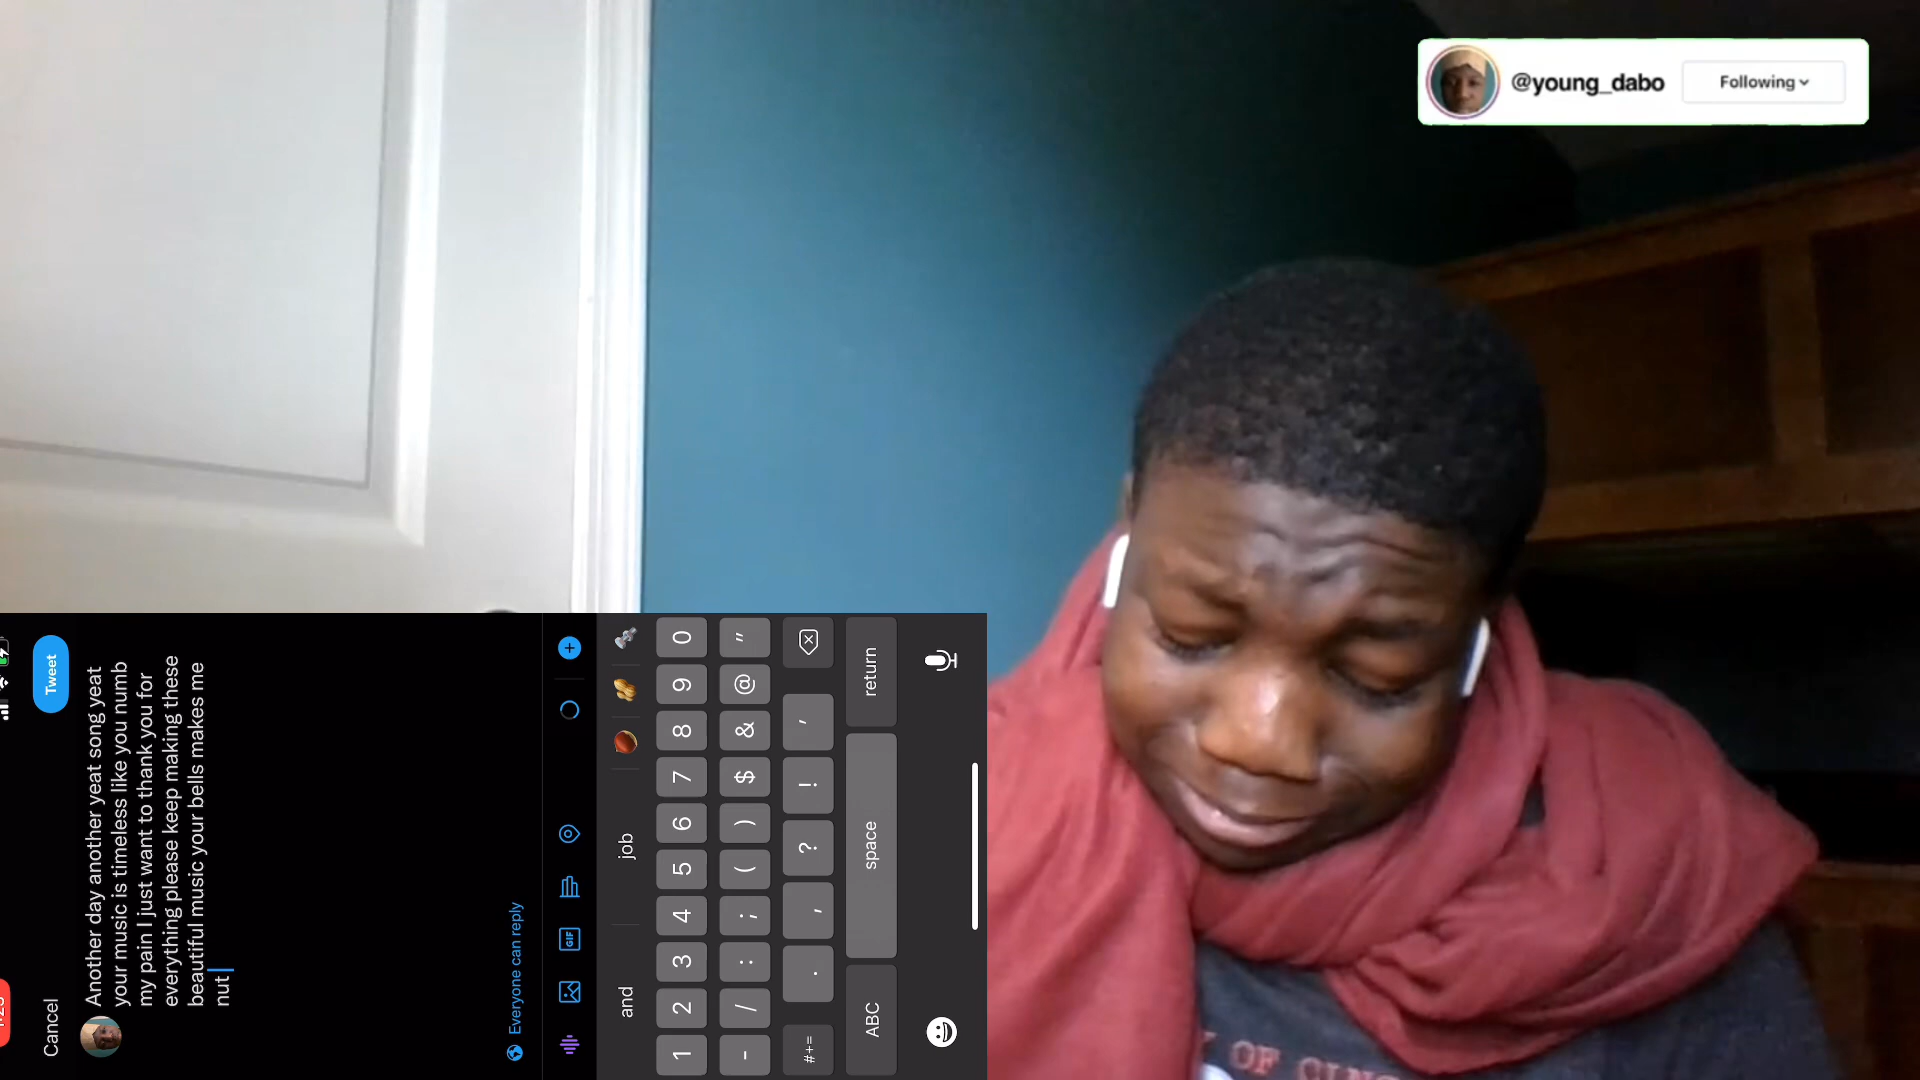 @young_dabo
Following
Cancel
Tweet
Another day another yeat song yeat
your music is timeless like you numb
my pain I just want to thank you for
everything please keep making these
beautiful music your bells makes me
nut
Everyone can reply
GIF
and job
1 2 3 4 5 6 7 8 9 0
- / : ; ( ) $ & @ "
#+= . , ? ! '
ABC space return
Y OF